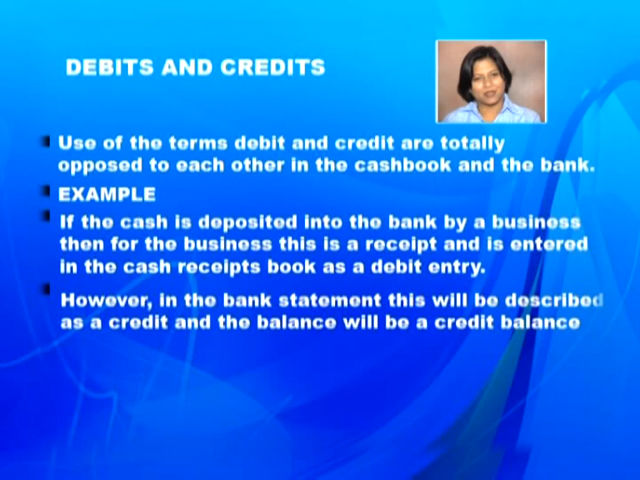 DEBITS AND CREDITS
Use of the terms debit and credit are totally
opposed to each other in the cashbook and the bank.
EXAMPLE
If the cash is deposited into the bank by a business
then for the business this is a receipt and is entered
in the cash receipts book as a debit entry.
However, in the bank statement this will be described
as a credit and the balance will be a credit balance